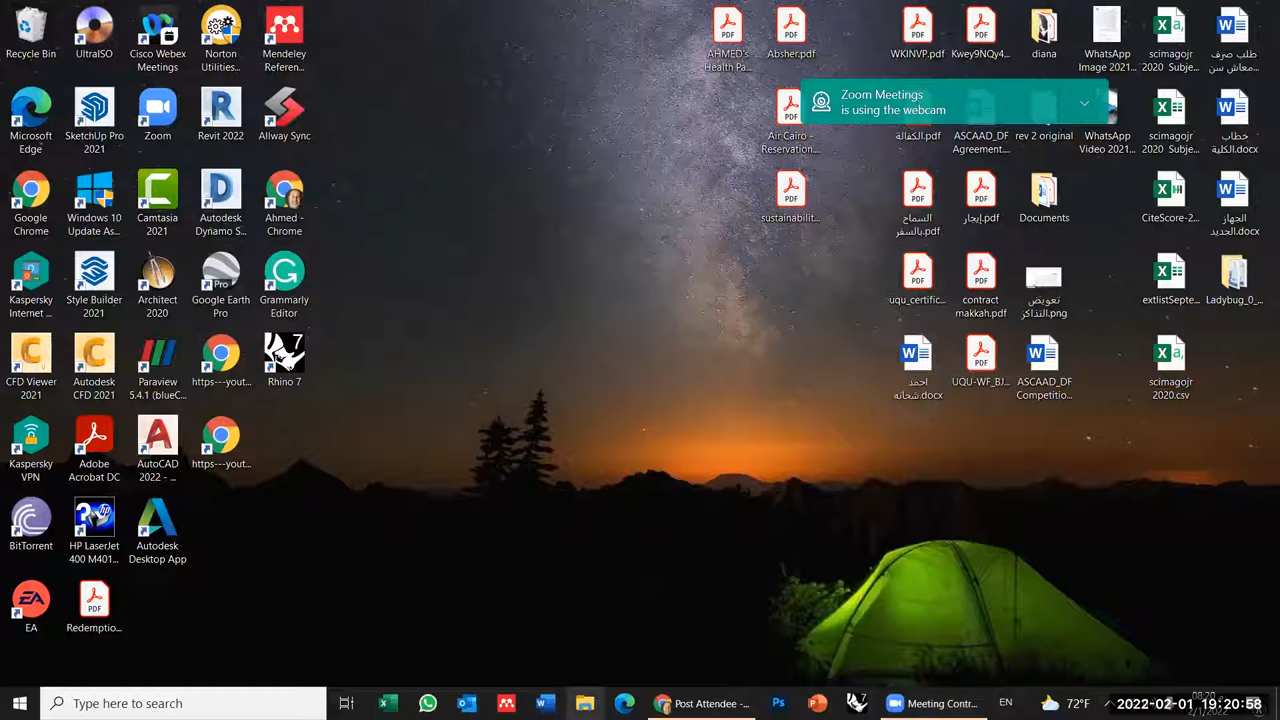 Recycle Bin
UltraISO
Cisco Webex
Meetings
Norton
Utilities...
Mendeley
Referen...
AHMED's
Health Pa...
Absher.pdf
WKINVP.pdf
Kwey9NQy4...
diana
WhatsApp
Image 2021...
scimagojr
2020 Subje...
طلب صرف
معاش سن...
Zoom Meetings
is using the webcam
Microsoft
Edge
SketchUp Pro
2021
Zoom
Revit 2022
Allway Sync
Air Cairo -
Reservation....
الكفالة.pdf
ASCAAD_DF
Agreement....
rev 2 original
WhatsApp
Video 2021...
scimagojr
2020 Subje...
خطاب
الكلية.docx
Google
Chrome
Windows 10
Update As...
Camtasia
2021
Autodesk
Dynamo S...
Ahmed -
Chrome
sustainabilit...
السماح
بالسفر.pdf
إيجار.pdf
Documents
CiteScore-2...
الجهاز
الجديد.docx
Kaspersky
Internet ...
Style Builder
2021
Architect
2020
Google Earth
Pro
Grammarly
Editor
uqu_certific...
contract
makkah.pdf
تعويض
التذاكر.png
extlistSepte...
Ladybug_0_...
CFD Viewer
2021
Autodesk
CFD 2021
Paraview
5.4.1 (blueC...
https---yout...
7
Rhino 7
احمد
شحاته.docx
UQU-WF_BJ...
ASCAAD_DF
Competitio...
scimagojr
2020.csv
Kaspersky
VPN
Adobe
Acrobat DC
AutoCAD
2022 - ...
https---yout...
BitTorrent
HP LaserJet
400 M401...
Autodesk
Desktop App
EA
Redemptio...
Type here to search
Post Attendee -...
Meeting Contr...
EN
72°F
2022-02-01 19:20:58